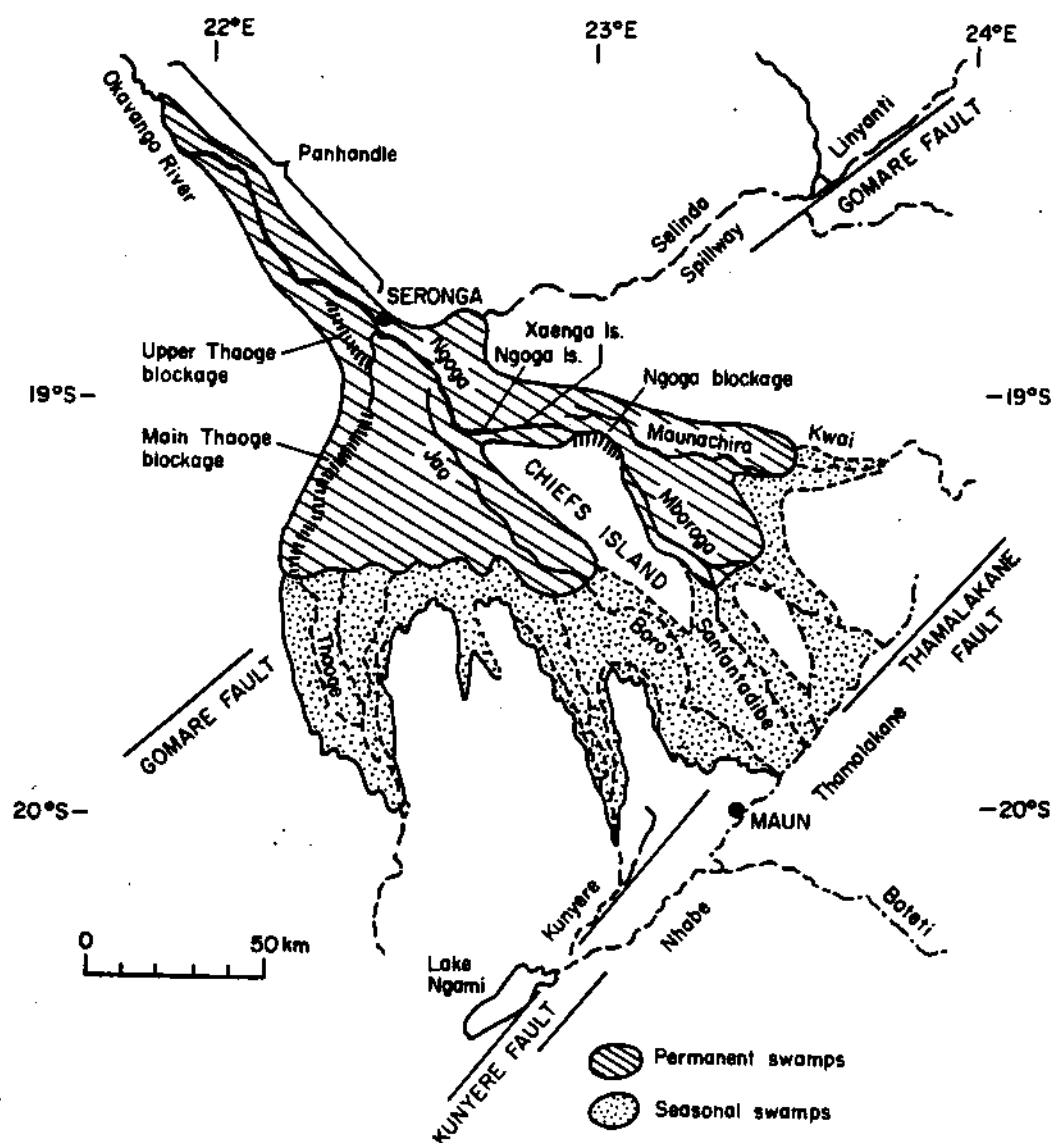 22°E
23°E
24°E
Okavango River
Panhandle
Linyanti
GOMARE FAULT
Selinda
Spillway
SERONGA
Xaenga Is.
Ngoga Is.
Ngoga
Upper Thaoge
blockage
Ngoga blockage
19°S
19°S
Maunachira
Kwai
Main Thaoge
blockage
Jao
CHIEFS ISLAND
Mboroga
THAMALAKANE
FAULT
Thaoge
Boro
Santantadibe
GOMARE FAULT
Thamalakane
20°S
20°S
MAUN
Kunyere
Nhabe
Boteti
0
50 km
Lake
Ngami
KUNYERE FAULT
Permanent swamps
Seasonal swamps